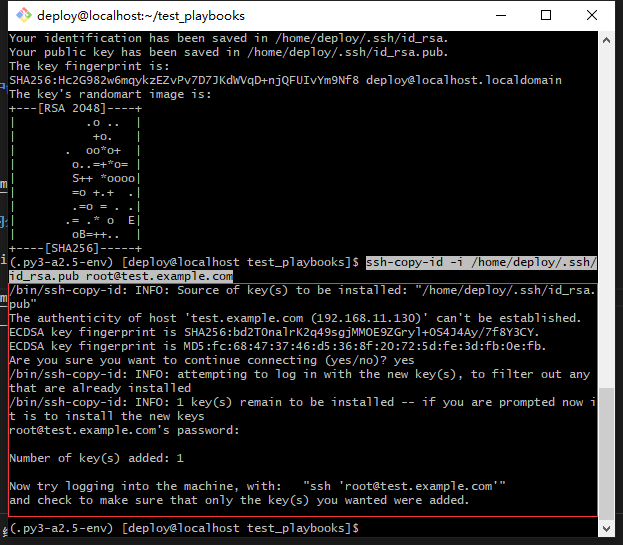 deploy@localhost:~/test_playbooks
Your identification has been saved in /home/deploy/.ssh/id_rsa.
Your public key has been saved in /home/deploy/.ssh/id_rsa.pub.
The key fingerprint is:
SHA256:Hc2G982w6mqykzEZvPv7D7JKdWVqD+njQFUIvYm9Nf8 deploy@localhost.localdomain
The key's randomart image is:
+---[RSA 2048]----+
|          .o ..  |
|           +o.   |
|       .  oo*o+  |
|        o..=+*o= |
|        S++ *oooo|
|        =o +.+  .|
|        .=o = . .|
|       .= .* o  E|
|        oB=++..  |
+----[SHA256]-----+
(.py3-a2.5-env) [deploy@localhost test_playbooks]$ ssh-copy-id -i /home/deploy/.ssh/
id_rsa.pub root@test.example.com
/bin/ssh-copy-id: INFO: Source of key(s) to be installed: "/home/deploy/.ssh/id_rsa.
pub"
The authenticity of host 'test.example.com (192.168.11.130)' can't be established.
ECDSA key fingerprint is SHA256:bd2TOnalrK2q49sgjMMOE9ZGryl+OS4J4Ay/7f8Y3CY.
ECDSA key fingerprint is MD5:fc:68:47:37:46:d5:36:8f:20:72:5d:fe:3d:fb:0e:fb.
Are you sure you want to continue connecting (yes/no)? yes
/bin/ssh-copy-id: INFO: attempting to log in with the new key(s), to filter out any
that are already installed
/bin/ssh-copy-id: INFO: 1 key(s) remain to be installed -- if you are prompted now i
t is to install the new keys
root@test.example.com's password:
Number of key(s) added: 1
Now try logging into the machine, with:   "ssh 'root@test.example.com'"
and check to make sure that only the key(s) you wanted were added.
(.py3-a2.5-env) [deploy@localhost test_playbooks]$